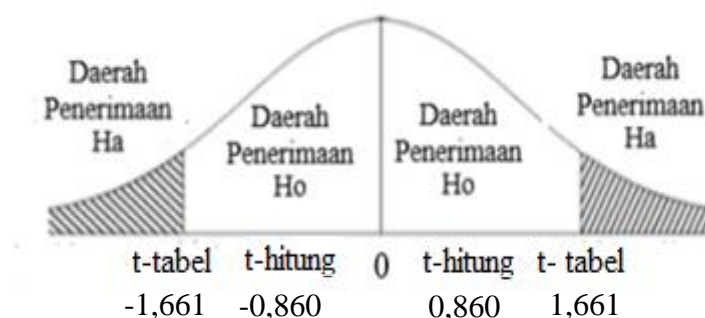 Daerah
Penerimaan
Ha
Daerah
Penerimaan
Ho
Daerah
Penerimaan
Ho
Daerah
Penerimaan
Ha
t-tabel t-hitung 0 t-hitung t- tabel
-1,661 -0,860 0,860 1,661